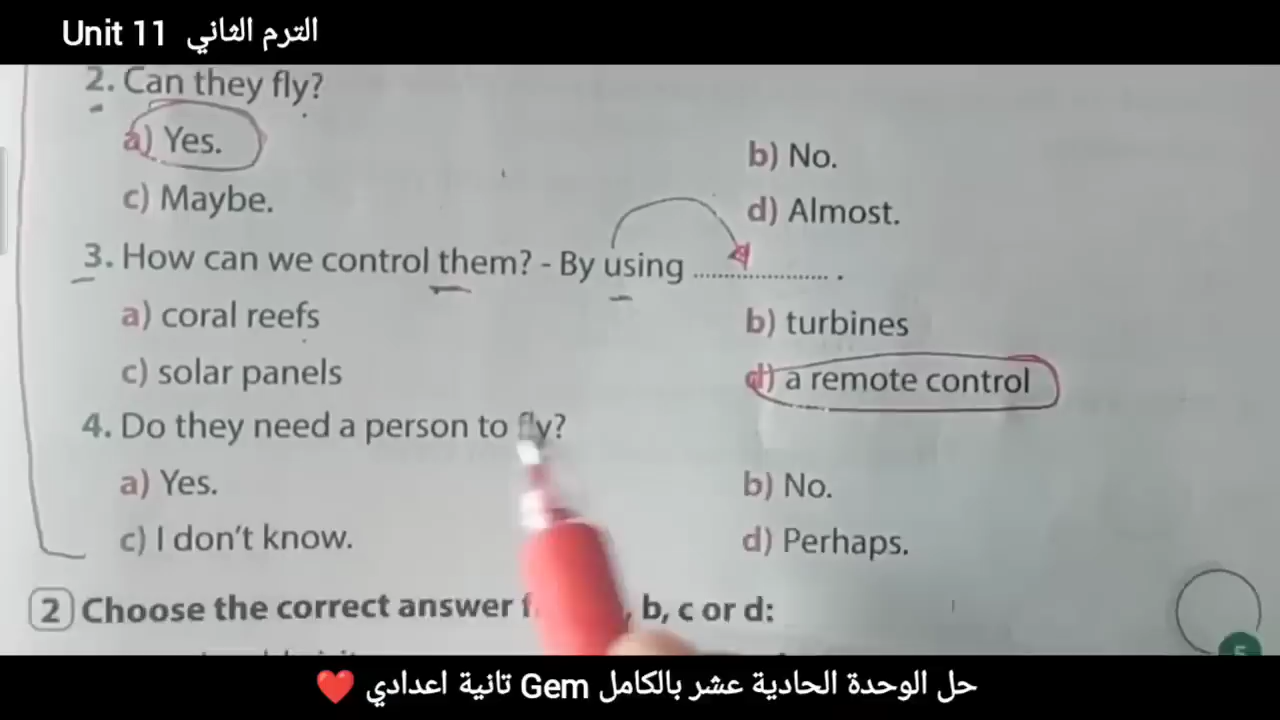 Unit 11 الترم الثاني
2. Can they fly?
a) Yes.
b) No.
c) Maybe.
d) Almost.
3. How can we control them? - By using .................... .
a) coral reefs
b) turbines
c) solar panels
d) a remote control
4. Do they need a person to fly?
a) Yes.
b) No.
c) I don't know.
d) Perhaps.
2 Choose the correct answer , b, c or d:
5
حل الوحدة الحادية عشر بالكامل Gem تانية اعدادي ❤️